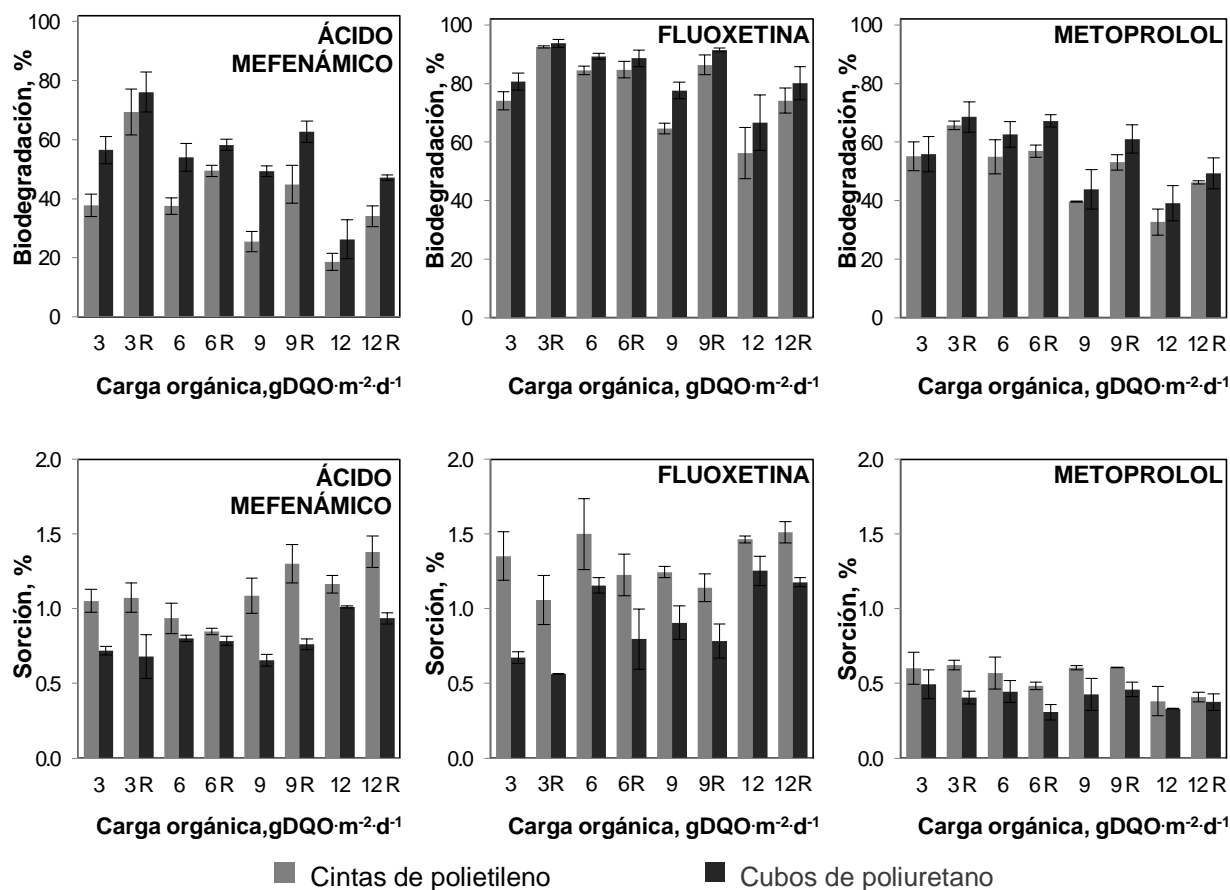 ÁCIDO
MEFENÁMICO
Biodegradación, %
100
80
60
40
20
0
3 3R 6 6R 9 9R 12 12R
Carga orgánica,gDQO·m-2·d-1
FLUOXETINA
Biodegradación, %
100
80
60
40
20
0
3 3R 6 6R 9 9R 12 12R
Carga orgánica, gDQO·m-2·d-1
METOPROLOL
Biodegradación, %
100
80
60
40
20
0
3 3R 6 6R 9 9R 12 12R
Carga orgánica, gDQO·m-2·d-1
ÁCIDO
MEFENÁMICO
Sorción, %
2.0
1.5
1.0
0.5
0.0
3 3R 6 6R 9 9R 12 12R
Carga orgánica,gDQO·m-2·d-1
FLUOXETINA
Sorción, %
2.0
1.5
1.0
0.5
0.0
3 3R 6 6R 9 9R 12 12R
Carga orgánica, gDQO·m-2·d-1
METOPROLOL
Sorción, %
2.0
1.5
1.0
0.5
0.0
3 3R 6 6R 9 9R 12 12R
Carga orgánica, gDQO·m-2·d-1
Cintas de polietileno
Cubos de poliuretano